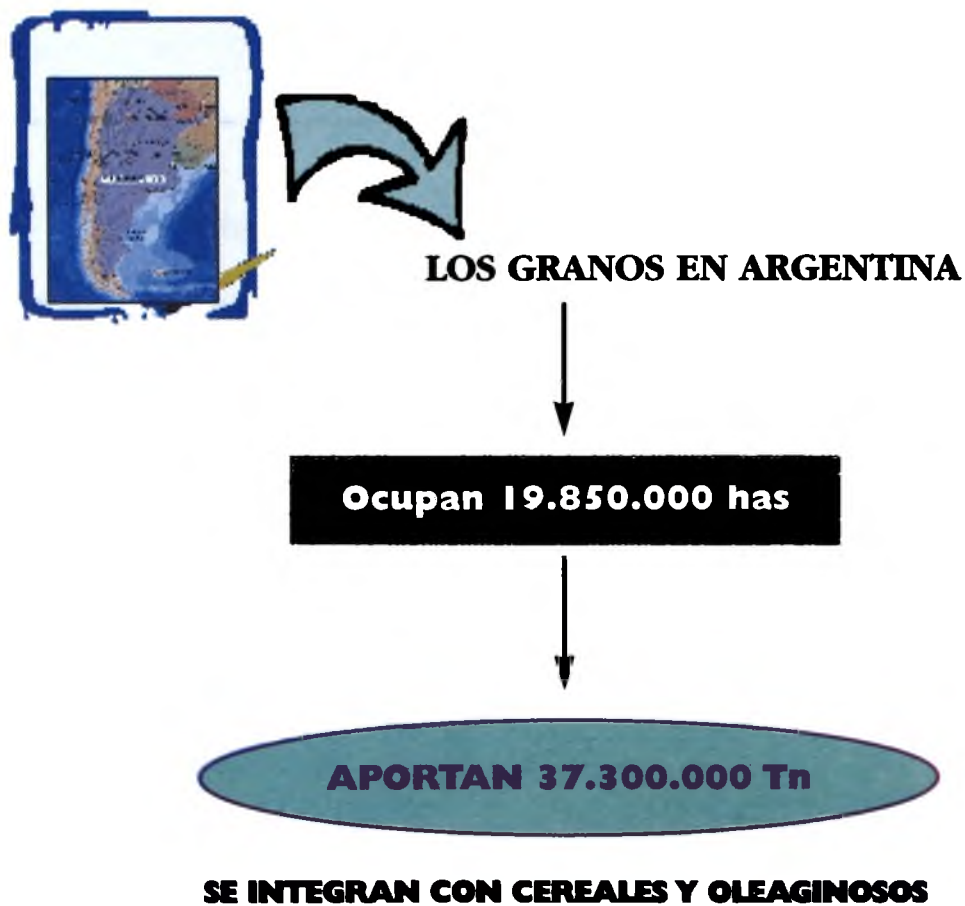 LOS GRANOS EN ARGENTINA
Ocupan 19.850.000 has
APORTAN 37.300.000 Tn
SE INTEGRAN CON CEREALES Y OLEAGINOSOS